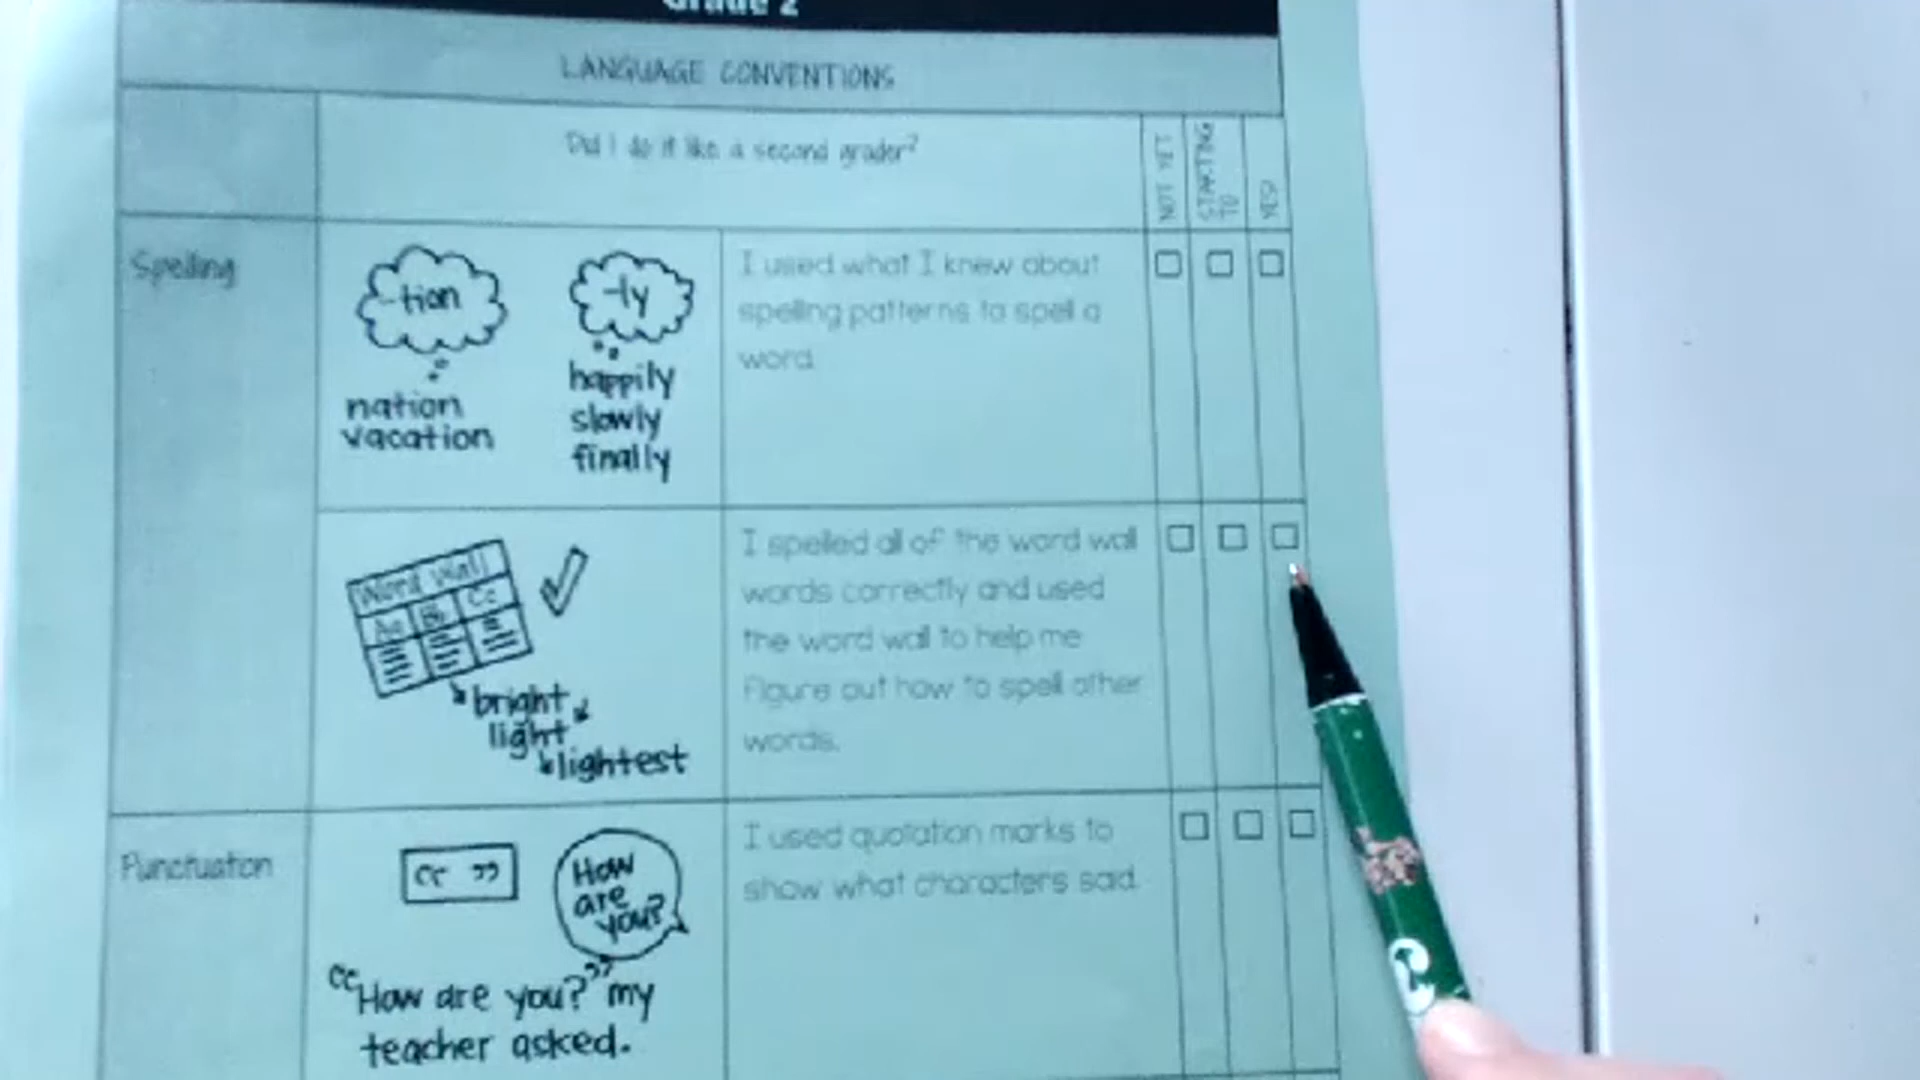 Grade 2
LANGUAGE CONVENTIONS
Did I do it like a second grader?
NOT YET
STARTING
TO
YES!
Spelling
-tion
nation
vacation
-ly
happily
slowly
finally
I used what I knew about
spelling patterns to spell a
word.
Word Wall
Aa Bb Cc
bright
light
lightest
I spelled all of the word wall
words correctly and used
the word wall to help me
figure out how to spell other
words.
Punctuation
“ ”
How
are
you?
“How are you?” my
teacher asked.
I used quotation marks to
show what characters said.